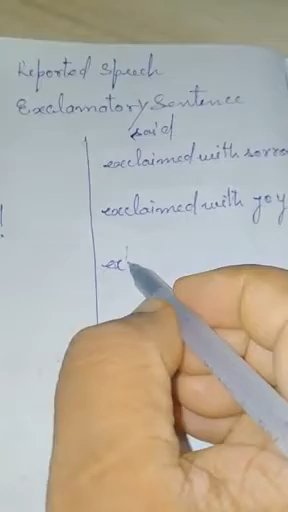 Reported Speech
Exclamatory Sentence
said
exclaimed with sorro
!
exclaimed with joy
ex